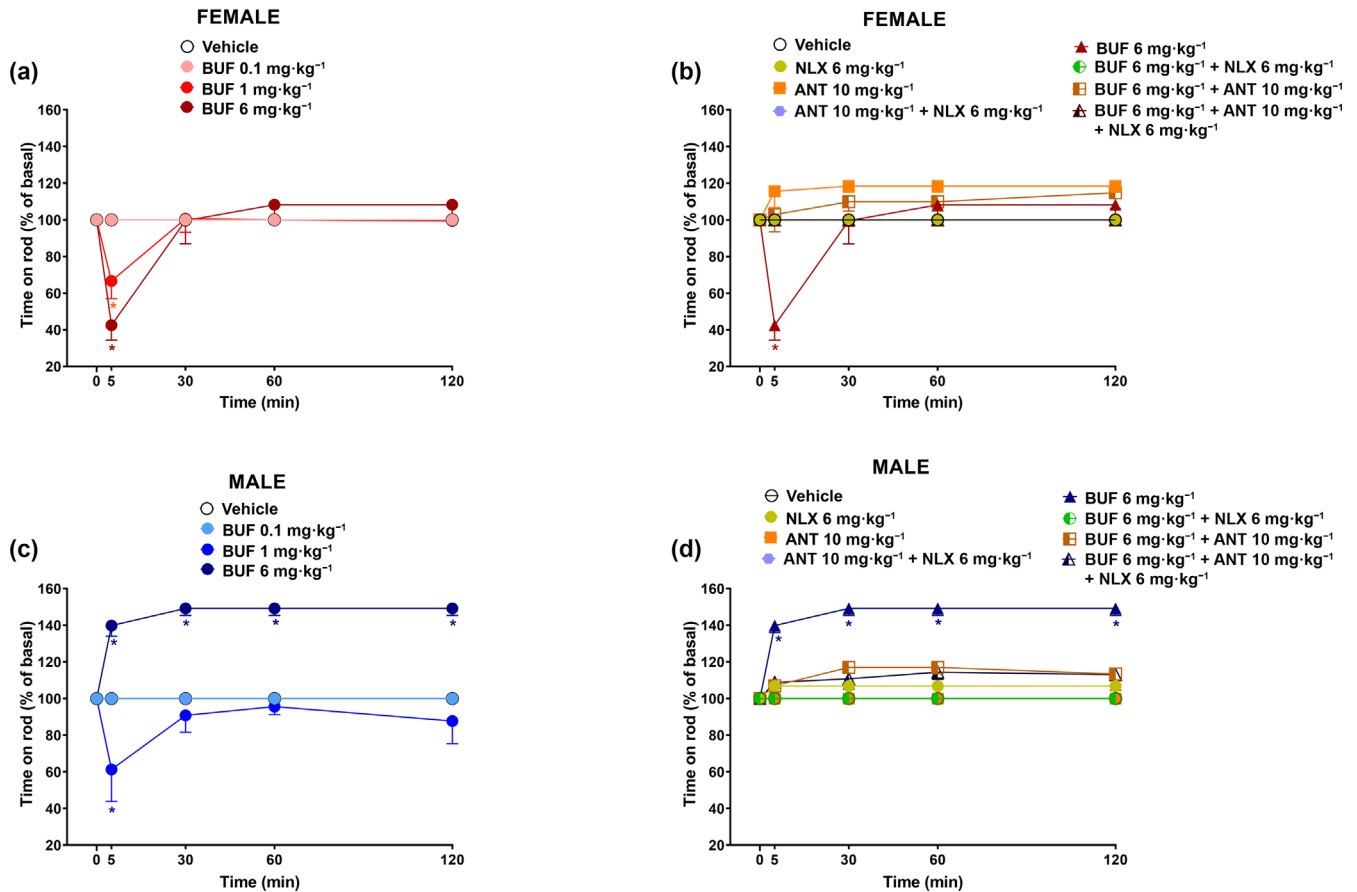 FEMALE
(a)
Vehicle
BUF 0.1 mg·kg⁻¹
BUF 1 mg·kg⁻¹
BUF 6 mg·kg⁻¹
Time on rod (% of basal)
160
140
120
100
80
60
40
20
*
*
0 5 30 60 120
Time (min)
FEMALE
(b)
Vehicle
NLX 6 mg·kg⁻¹
ANT 10 mg·kg⁻¹
ANT 10 mg·kg⁻¹ + NLX 6 mg·kg⁻¹
BUF 6 mg·kg⁻¹
BUF 6 mg·kg⁻¹ + NLX 6 mg·kg⁻¹
BUF 6 mg·kg⁻¹ + ANT 10 mg·kg⁻¹
BUF 6 mg·kg⁻¹ + ANT 10 mg·kg⁻¹
+ NLX 6 mg·kg⁻¹
Time on rod (% of basal)
160
140
120
100
80
60
40
20
*
0 5 30 60 120
Time (min)
MALE
(c)
Vehicle
BUF 0.1 mg·kg⁻¹
BUF 1 mg·kg⁻¹
BUF 6 mg·kg⁻¹
Time on rod (% of basal)
160
140
120
100
80
60
40
20
* * * *
*
0 5 30 60 120
Time (min)
MALE
(d)
Vehicle
NLX 6 mg·kg⁻¹
ANT 10 mg·kg⁻¹
ANT 10 mg·kg⁻¹ + NLX 6 mg·kg⁻¹
BUF 6 mg·kg⁻¹
BUF 6 mg·kg⁻¹ + NLX 6 mg·kg⁻¹
BUF 6 mg·kg⁻¹ + ANT 10 mg·kg⁻¹
BUF 6 mg·kg⁻¹ + ANT 10 mg·kg⁻¹
+ NLX 6 mg·kg⁻¹
Time on rod (% of basal)
160
140
120
100
80
60
40
20
* * * *
0 5 30 60 120
Time (min)